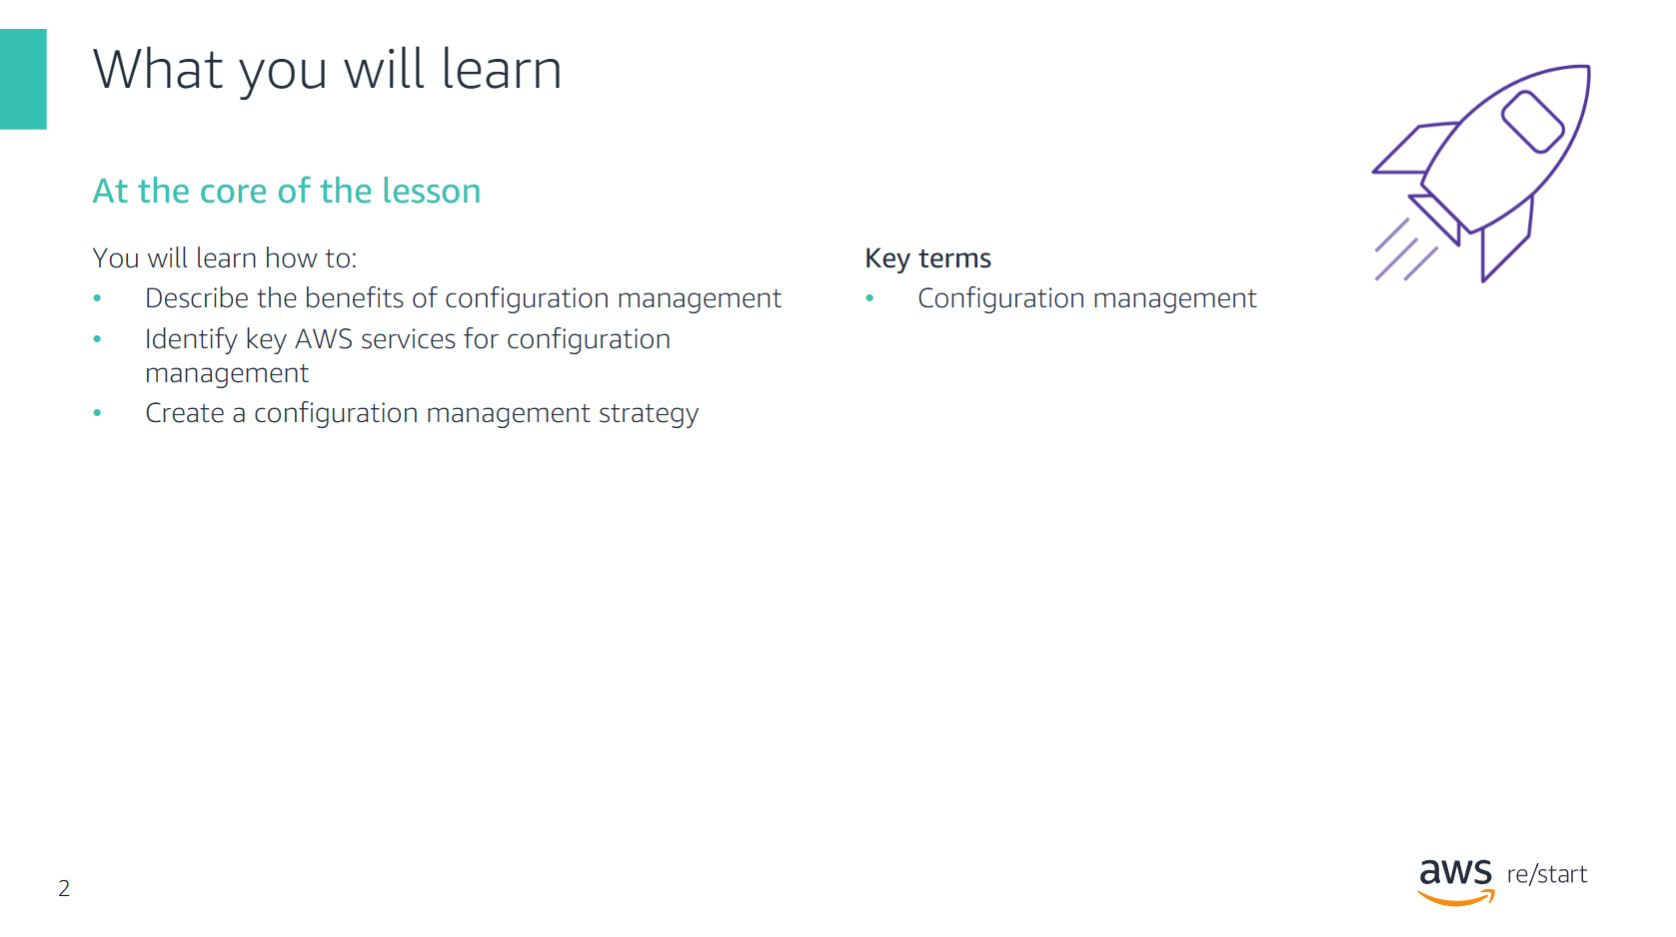 What you will learn
At the core of the lesson
You will learn how to:
• Describe the benefits of configuration management
• Identify key AWS services for configuration
management
• Create a configuration management strategy
Key terms
• Configuration management
2
aws re/start